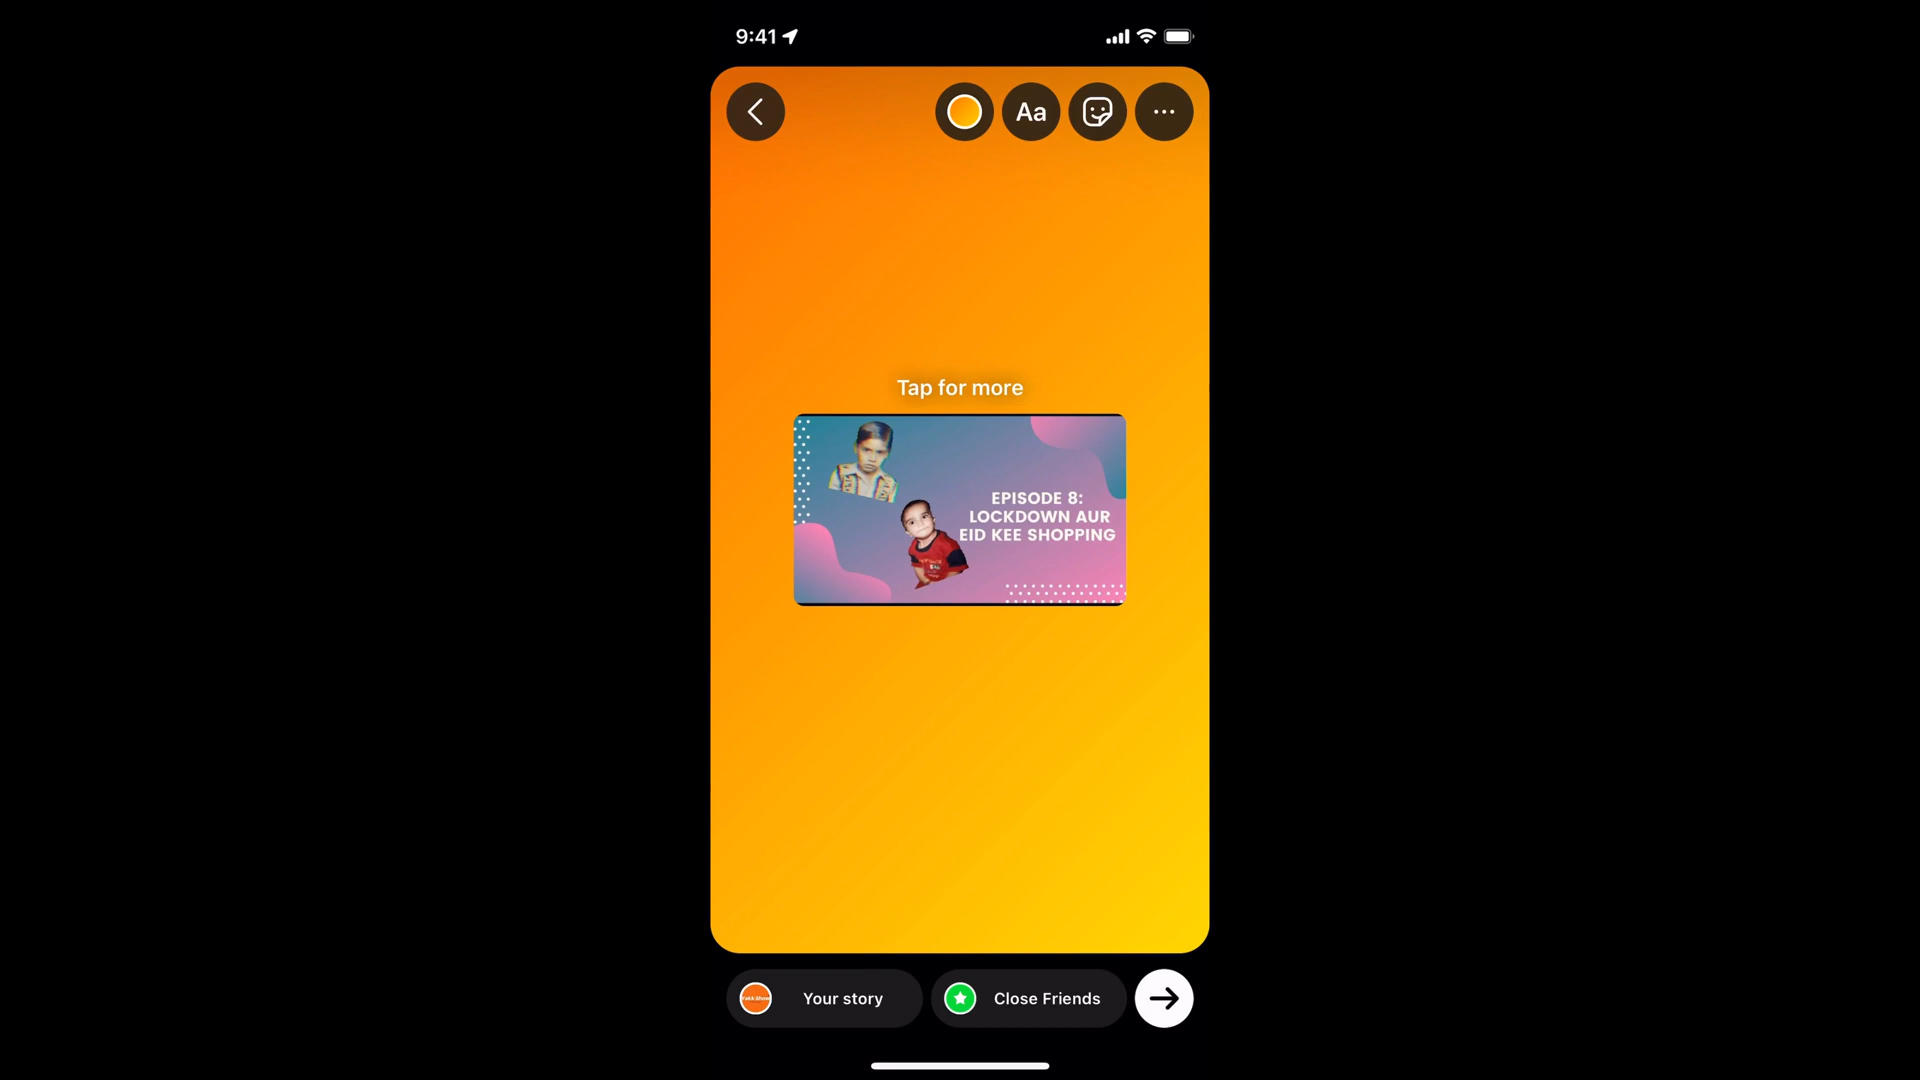 9:41
Aa
Tap for more
EPISODE 8:
LOCKDOWN AUR
EID KEE SHOPPING
Your story
Close Friends